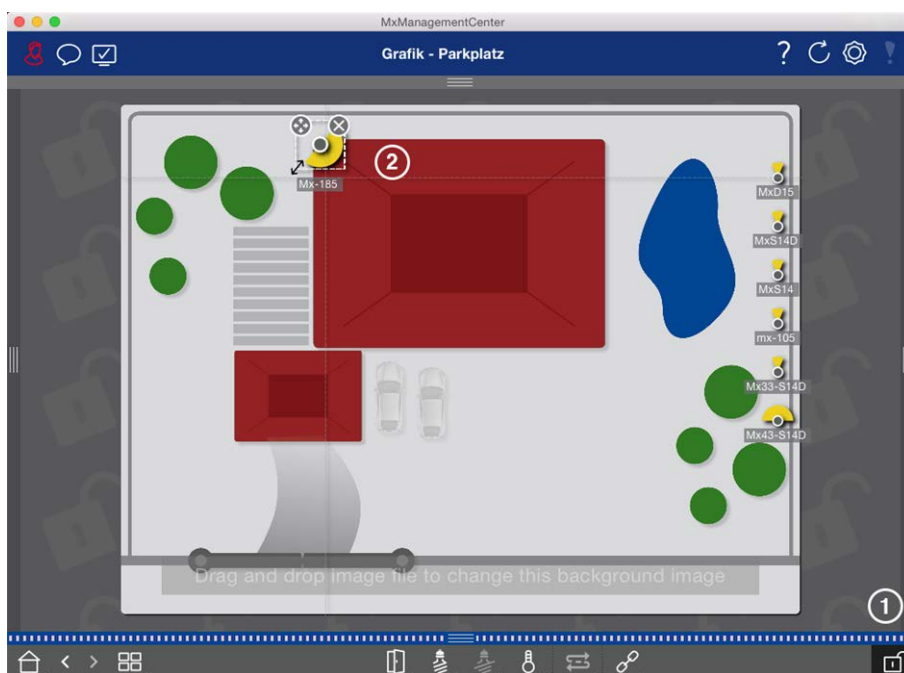 MxManagementCenter
Grafik - Parkplatz
?
2
Mx-185
MxD15
MxS14D
MxS14
mx-105
Mx33-S14D
Mx43-S14D
Drag and drop image file to change this background image
1